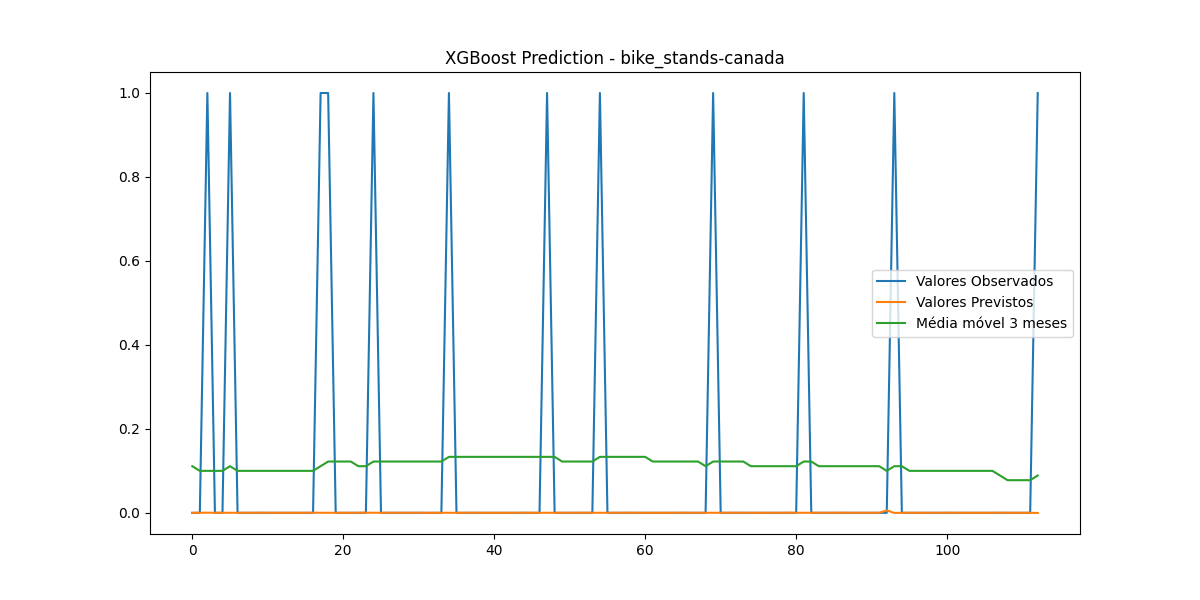 XGBoost Prediction - bike_stands-canada
1.0
0.8
0.6
0.4
0.2
0.0
Valores Observados
Valores Previstos
Média móvel 3 meses
0 20 40 60 80 100